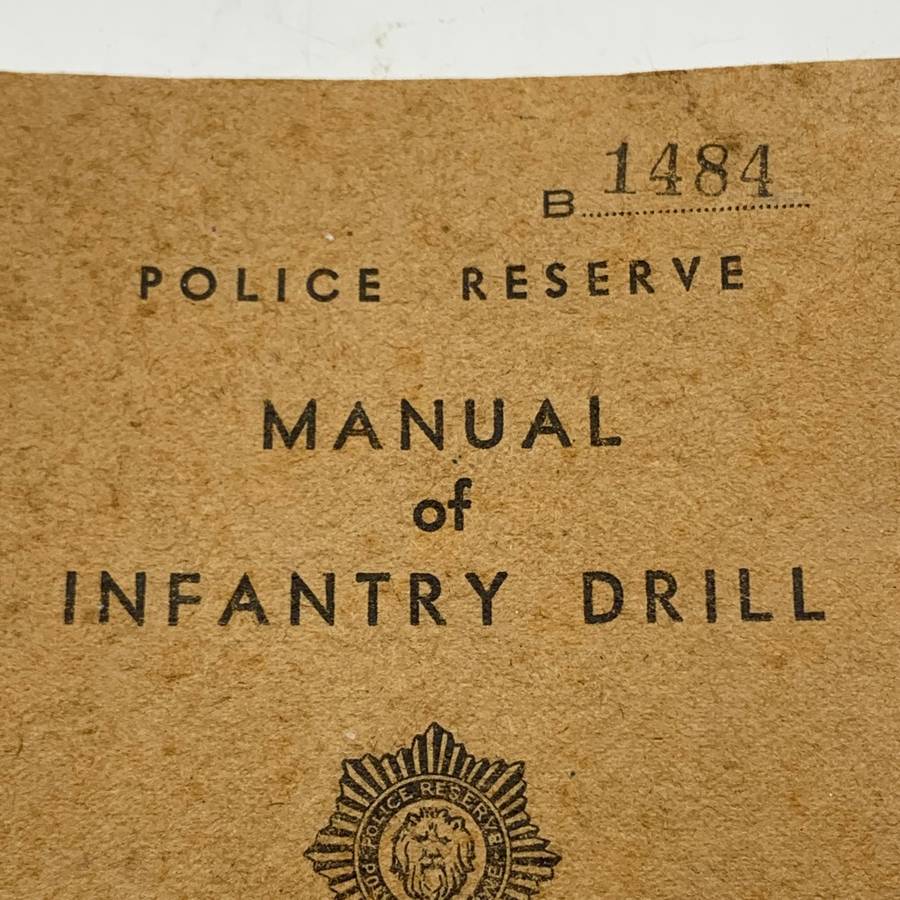 B 1484
POLICE RESERVE
MANUAL
of
INFANTRY DRILL
POLICE RESERVE